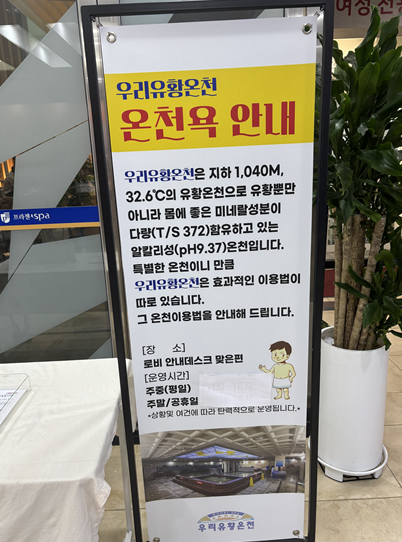 여성 전용
우리유황온천
온천욕 안내
우리유황온천은 지하 1,040M,
32.6℃의 유황온천으로 유황뿐만
아니라 몸에 좋은 미네랄성분이
다량(T/S 372)함유하고 있는
알칼리성(pH9.37)온천입니다.
특별한 온천이니 만큼
우리유황온천은 효과적인 이용법이
따로 있습니다.
그 온천이용법을 안내해 드립니다.
프라젠 spa
[장 소]
로비 안내데스크 맞은편
[운영시간]
주중(평일)
주말/공휴일
*상황및 여건에 따라 탄력적으로 운영됩니다.*
우리유황온천